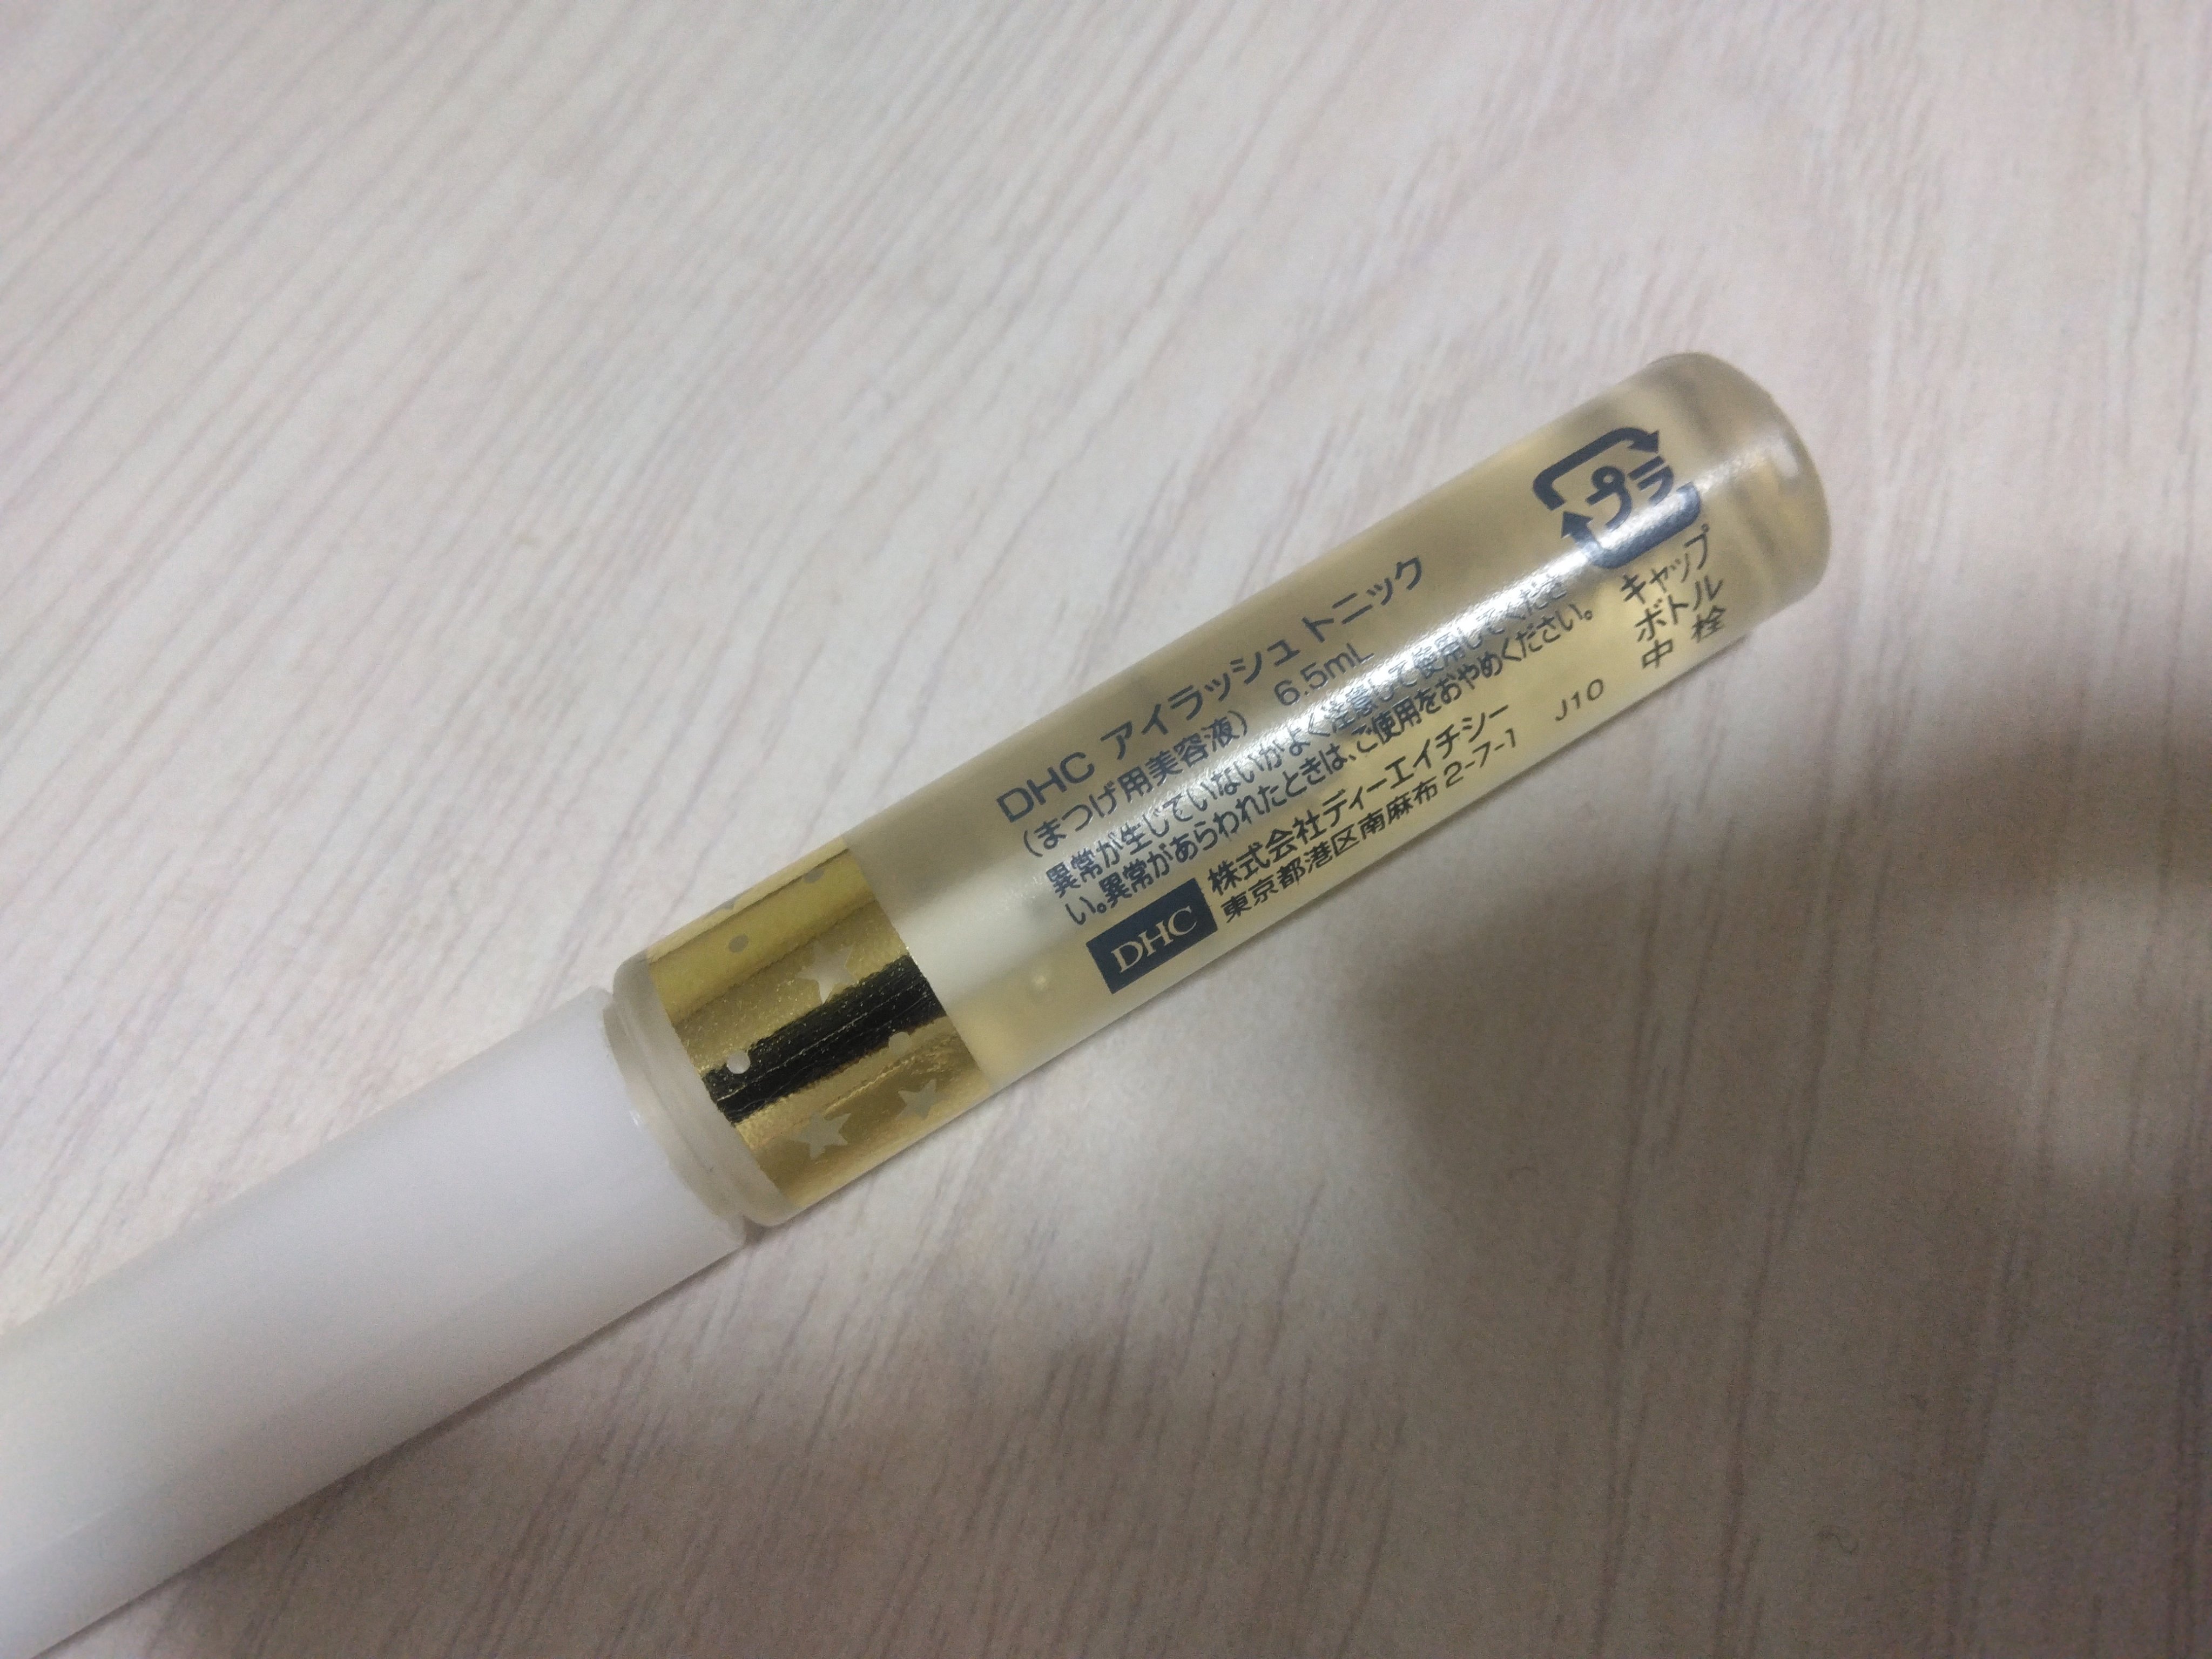 DHC アイラッシュ トニック
(まつげ用美容液) 6.5mL
異常が生じていないかよく注意して使用してくださ
い。異常があらわれたときは、ご使用をおやめください。
DHC
株式会社ディーエイチシー
東京都港区南麻布2-7-1
J10
プラ
キャップ
ボトル
中 栓